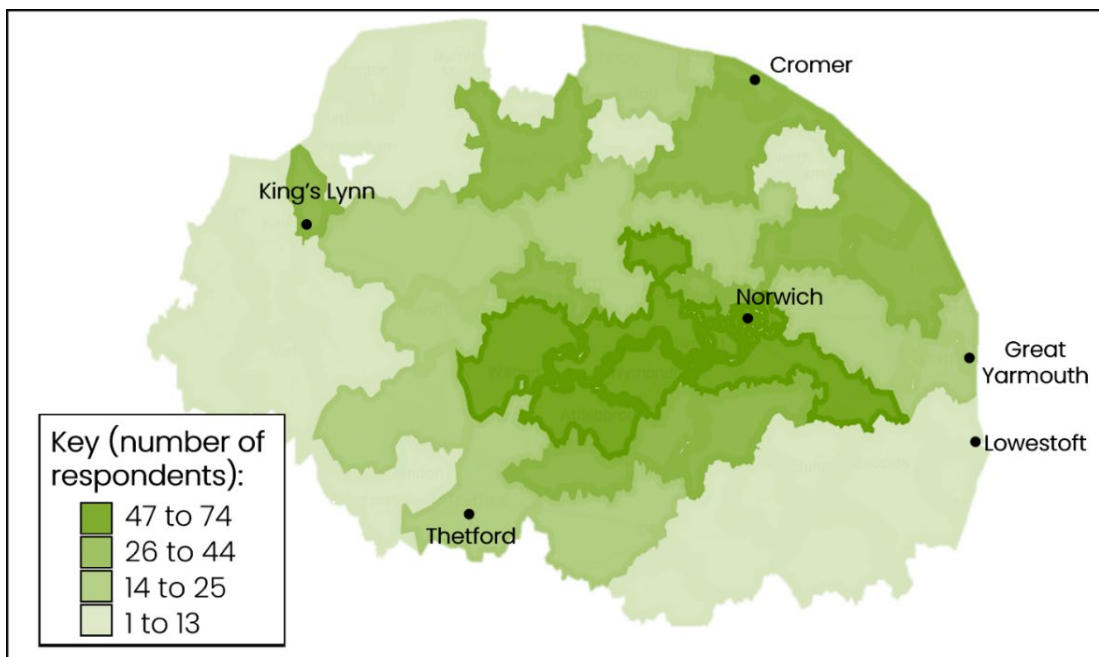 Cromer
King's Lynn
Norwich
Great
Yarmouth
Lowestoft
Thetford
Key (number of
respondents):
47 to 74
26 to 44
14 to 25
1 to 13